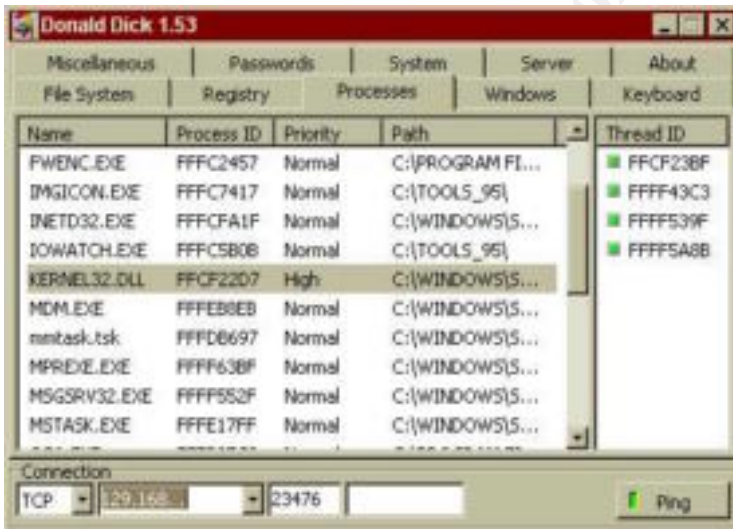 Donald Dick 1.53
Miscellaneous Passwords System Server About
File System Registry Processes Windows Keyboard
Name Process ID Priority Path Thread ID
FWENC.EXE FFFC2457 Normal C:\PROGRAM FI... FFCF23BF
IMGICON.EXE FFFC7417 Normal C:\TOOLS_95\ FFFF43C3
INETD32.EXE FFFCFA1F Normal C:\WINDOWS\S... FFFF539F
IOWATCH.EXE FFFC5B0B Normal C:\TOOLS_95\ FFFF5A8B
KERNEL32.DLL FFCF22D7 High C:\WINDOWS\S...
MDM.EXE FFFEB8EB Normal C:\WINDOWS\S...
mmtask.tsk FFFDB697 Normal C:\WINDOWS\S...
MPREXE.EXE FFFF63BF Normal C:\WINDOWS\S...
MSGSRV32.EXE FFFF552F Normal C:\WINDOWS\S...
MSTASK.EXE FFFE17FF Normal C:\WINDOWS\S...
Connection
TCP 129.168. 23476 Ping